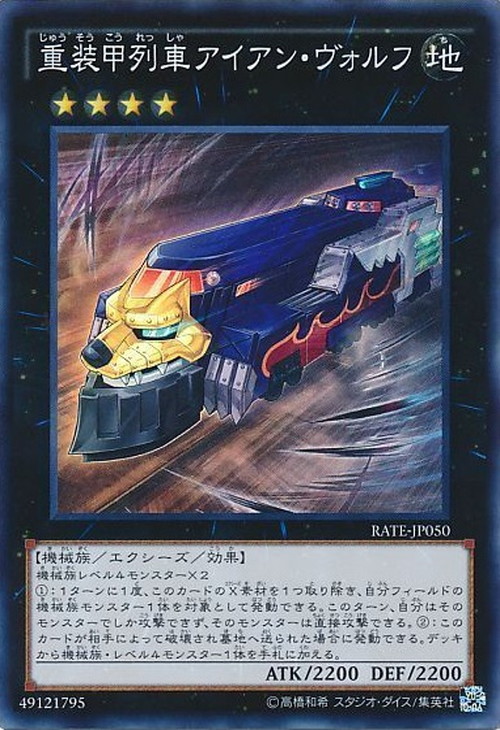 じゅう そう こう れっ しゃ
重装甲列車アイアン・ヴォルフ
ち
地
RATE-JP050
【機械族/エクシーズ/効果】
機械族レベル4モンスター×2
①：1ターンに1度、このカードのX素材を1つ取り除き、自分フィールドの
機械族モンスター1体を対象として発動できる。このターン、自分はその
モンスターでしか攻撃できず、そのモンスターは直接攻撃できる。②：こ
のカードが相手によって破壊され墓地へ送られた場合に発動できる。デッキ
から機械族・レベル4モンスター1体を手札に加える。
ATK/2200 DEF/2200
49121795
©高橋和希 スタジオ・ダイス/集英社